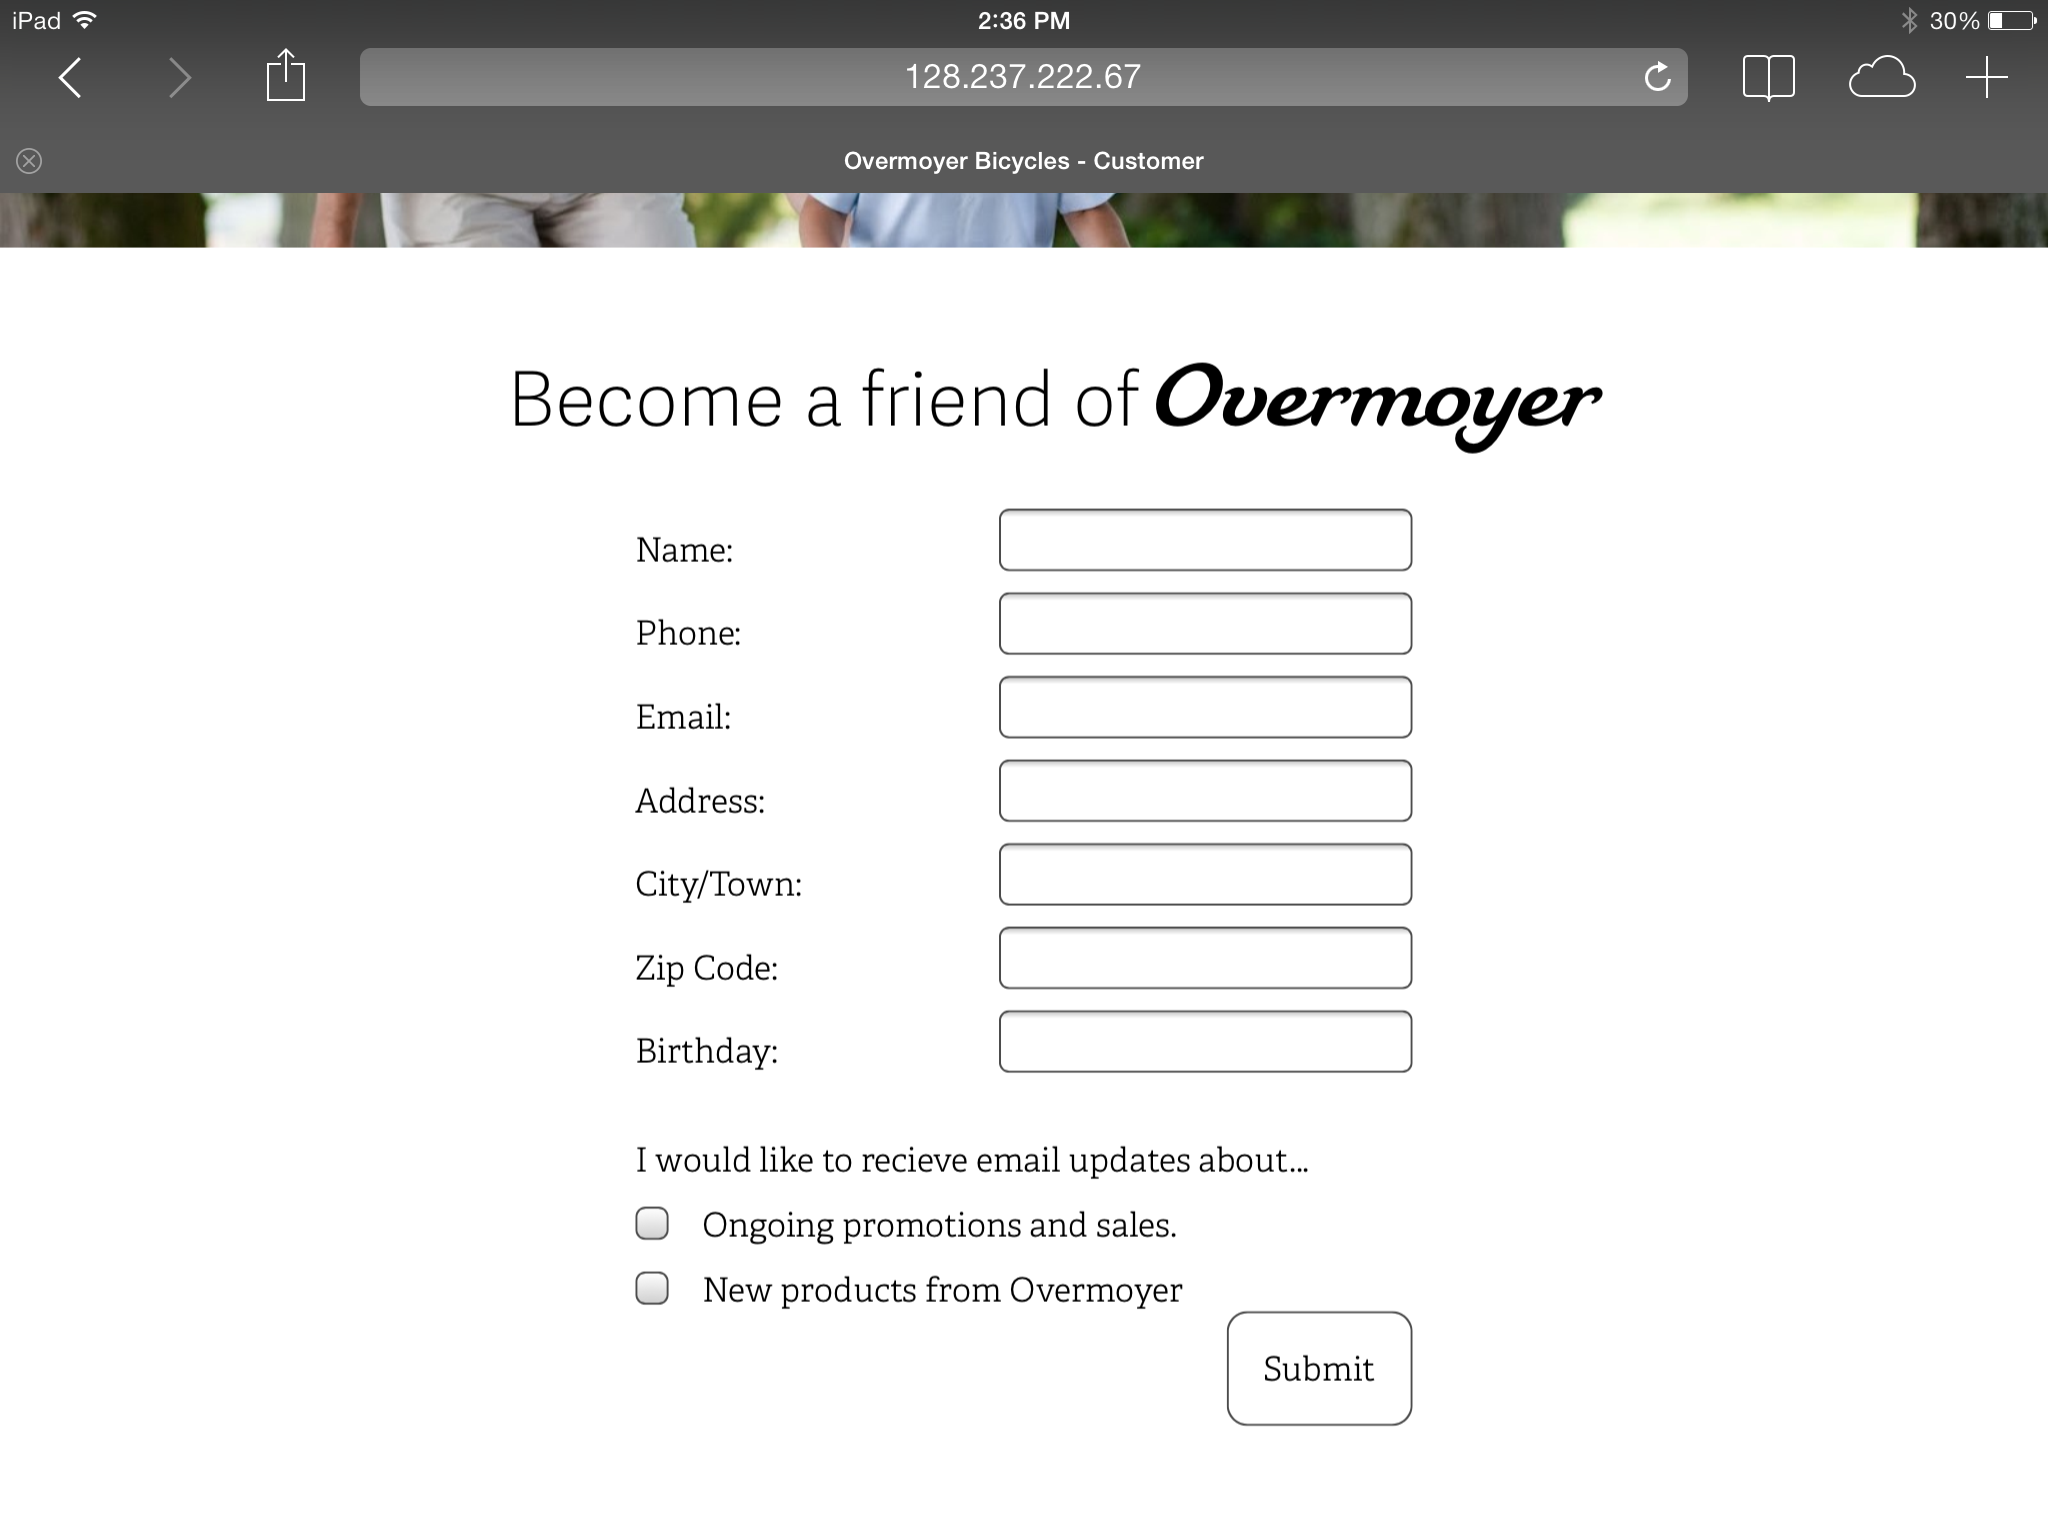 iPad
2:36 PM
30%
128.237.222.67
Overmoyer Bicycles - Customer
Become a friend of Overmoyer
Name:
Phone:
Email:
Address:
City/Town:
Zip Code:
Birthday:
I would like to recieve email updates about...
Ongoing promotions and sales.
New products from Overmoyer
Submit